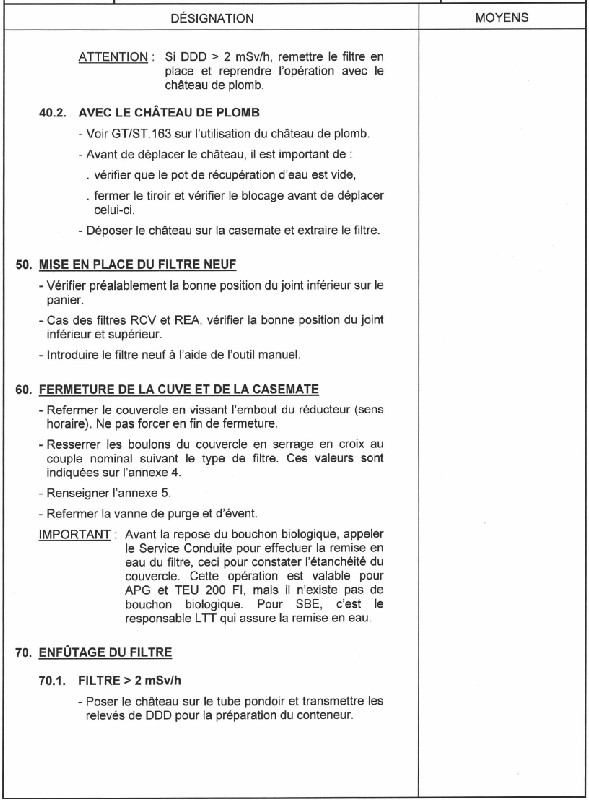 DÉSIGNATION
MOYENS
ATTENTION : Si DDD > 2 mSv/h, remettre le filtre en
place et reprendre l'opération avec le
château de plomb.
40.2. AVEC LE CHÂTEAU DE PLOMB
- Voir GT/ST.163 sur l'utilisation du château de plomb.
- Avant de déplacer le château, il est important de :
. vérifier que le pot de récupération d'eau est vide,
. fermer le tiroir et vérifier le blocage avant de déplacer
celui-ci.
- Déposer le château sur la casemate et extraire le filtre.
50. MISE EN PLACE DU FILTRE NEUF
- Vérifier préalablement la bonne position du joint inférieur sur le
panier.
- Cas des filtres RCV et REA, vérifier la bonne position du joint
inférieur et supérieur.
- Introduire le filtre neuf à l'aide de l'outil manuel.
60. FERMETURE DE LA CUVE ET DE LA CASEMATE
- Refermer le couvercle en vissant l'embout du réducteur (sens
horaire). Ne pas forcer en fin de fermeture.
- Resserrer les boulons du couvercle en serrage en croix au
couple nominal suivant le type de filtre. Ces valeurs sont
indiquées sur l'annexe 4.
- Renseigner l'annexe 5.
- Refermer la vanne de purge et d'évent.
IMPORTANT : Avant la repose du bouchon biologique, appeler
le Service Conduite pour effectuer la remise en
eau du filtre, ceci pour constater l'étanchéité du
couvercle. Cette opération est valable pour
APG et TEU 200 FI, mais il n'existe pas de
bouchon biologique. Pour SBE, c'est le
responsable LTT qui assure la remise en eau.
70. ENFÛTAGE DU FILTRE
70.1. FILTRE > 2 mSv/h
- Poser le château sur le tube pondoir et transmettre les
relevés de DDD pour la préparation du conteneur.